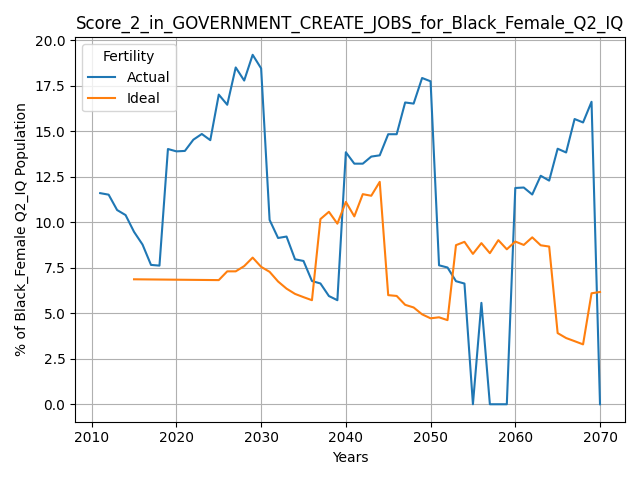 Score_2_in_GOVERNMENT_CREATE_JOBS_for_Black_Female_Q2_IQ
Fertility
Actual
Ideal
% of Black_Female Q2_IQ Population
20.0
17.5
15.0
12.5
10.0
7.5
5.0
2.5
0.0
2010 2020 2030 2040 2050 2060 2070
Years